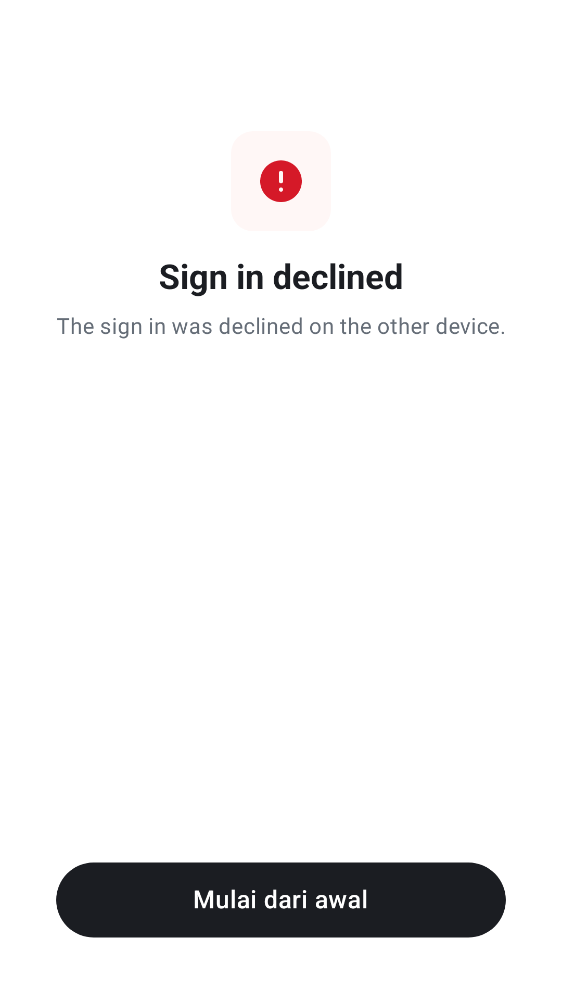 Sign in declined
The sign in was declined on the other device.
Mulai dari awal